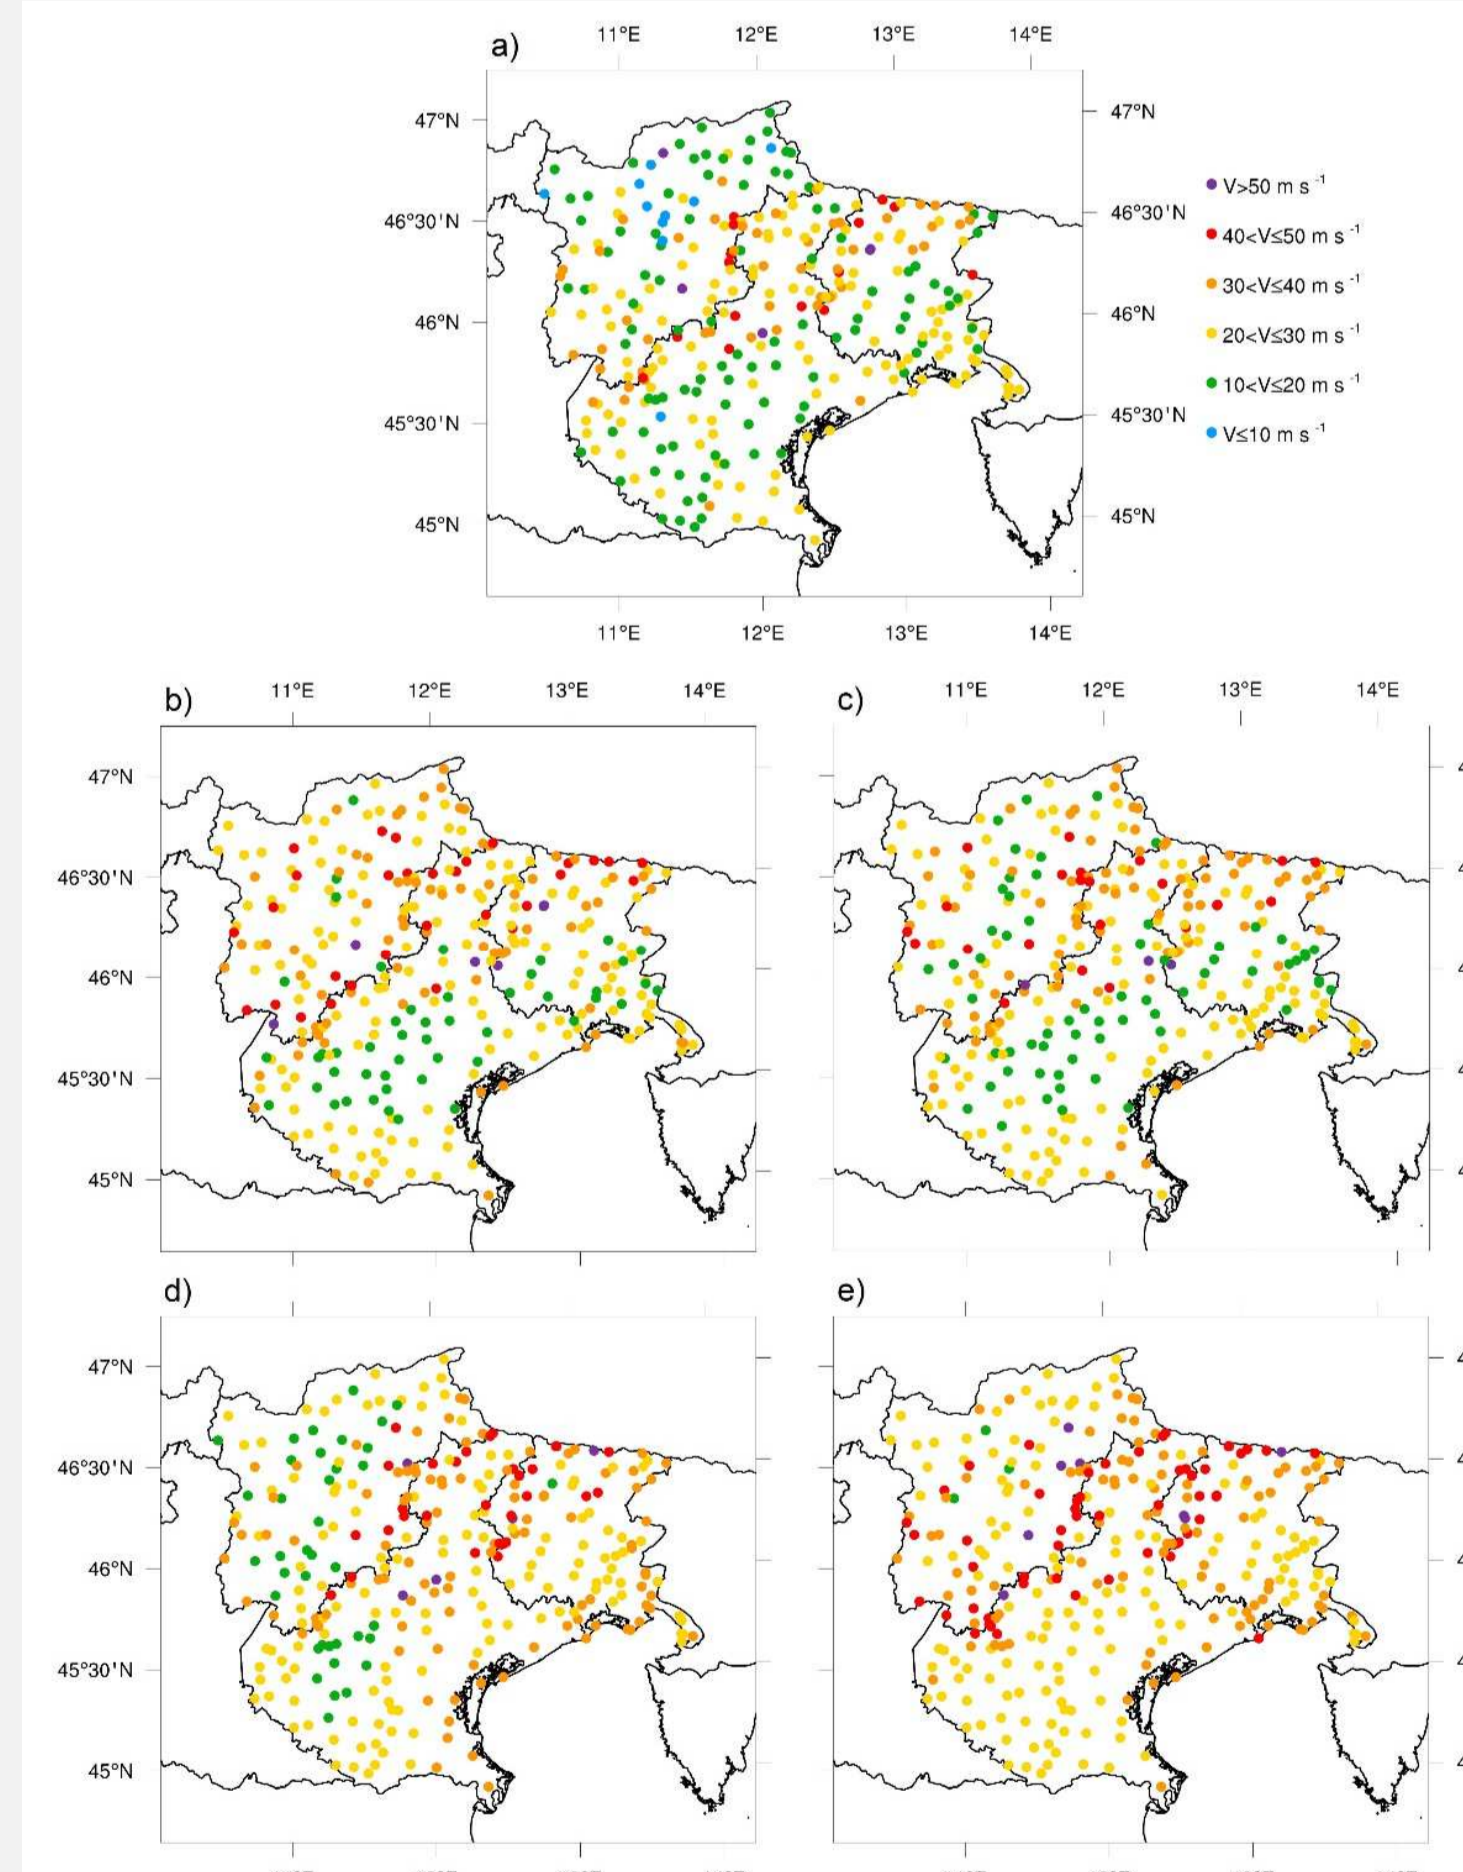 a)
11°E 12°E 13°E 14°E
47°N 47°N
V>50 m s -1
46°30'N 46°30'N
40<V≤50 m s -1
30<V≤40 m s -1
46°N 46°N
20<V≤30 m s -1
10<V≤20 m s -1
45°30'N 45°30'N
V≤10 m s -1
45°N 45°N
11°E 12°E 13°E 14°E
b)
11°E 12°E 13°E 14°E
47°N
46°30'N
46°N
45°30'N
45°N
c)
11°E 12°E 13°E 14°E
d)
47°N
46°30'N
46°N
45°30'N
45°N
e)